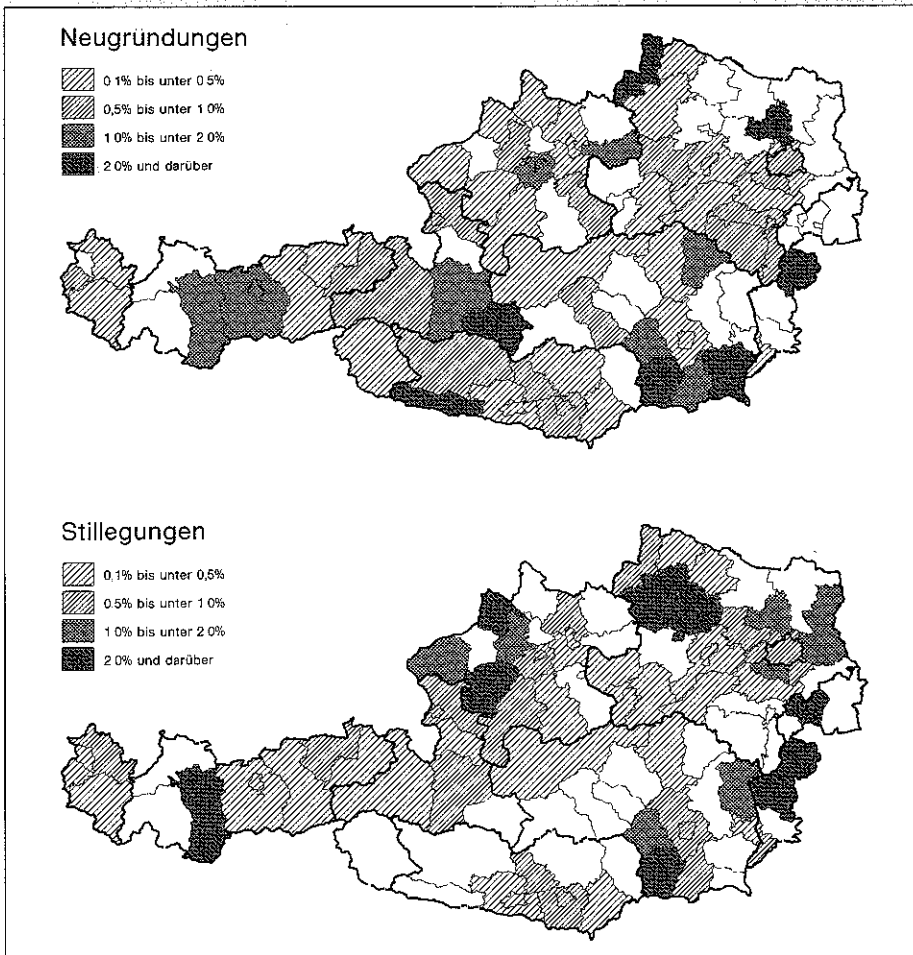 Neugründungen
0 1% bis unter 0 5%
0,5% bis unter 1 0%
1 0% bis unter 2 0%
2 0% und darüber
Stillegungen
0,1% bis unter 0,5%
0.5% bis unter 1 0%
1 0% bis unter 2 0%
2 0% und darüber